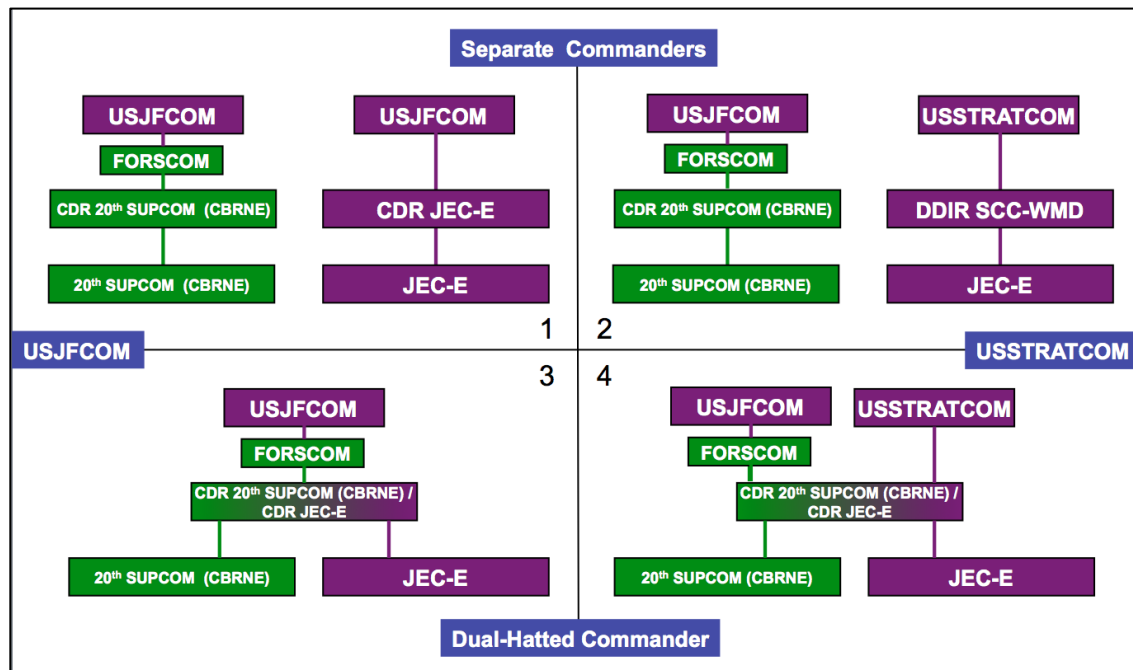 Separate  Commanders
USJFCOM
FORSCOM
CDR 20th SUPCOM  (CBRNE)
20th SUPCOM  (CBRNE)
USJFCOM
CDR JEC-E
JEC-E
1
USJFCOM
FORSCOM
CDR 20th SUPCOM (CBRNE)
20th SUPCOM (CBRNE)
USSTRATCOM
DDIR SCC-WMD
JEC-E
2
USJFCOM
USSTRATCOM
3
USJFCOM
FORSCOM
CDR 20th SUPCOM (CBRNE) /
CDR JEC-E
20th SUPCOM  (CBRNE)
JEC-E
4
USJFCOM
USSTRATCOM
FORSCOM
CDR 20th SUPCOM (CBRNE) /
CDR JEC-E
20th SUPCOM (CBRNE)
JEC-E
Dual-Hatted Commander